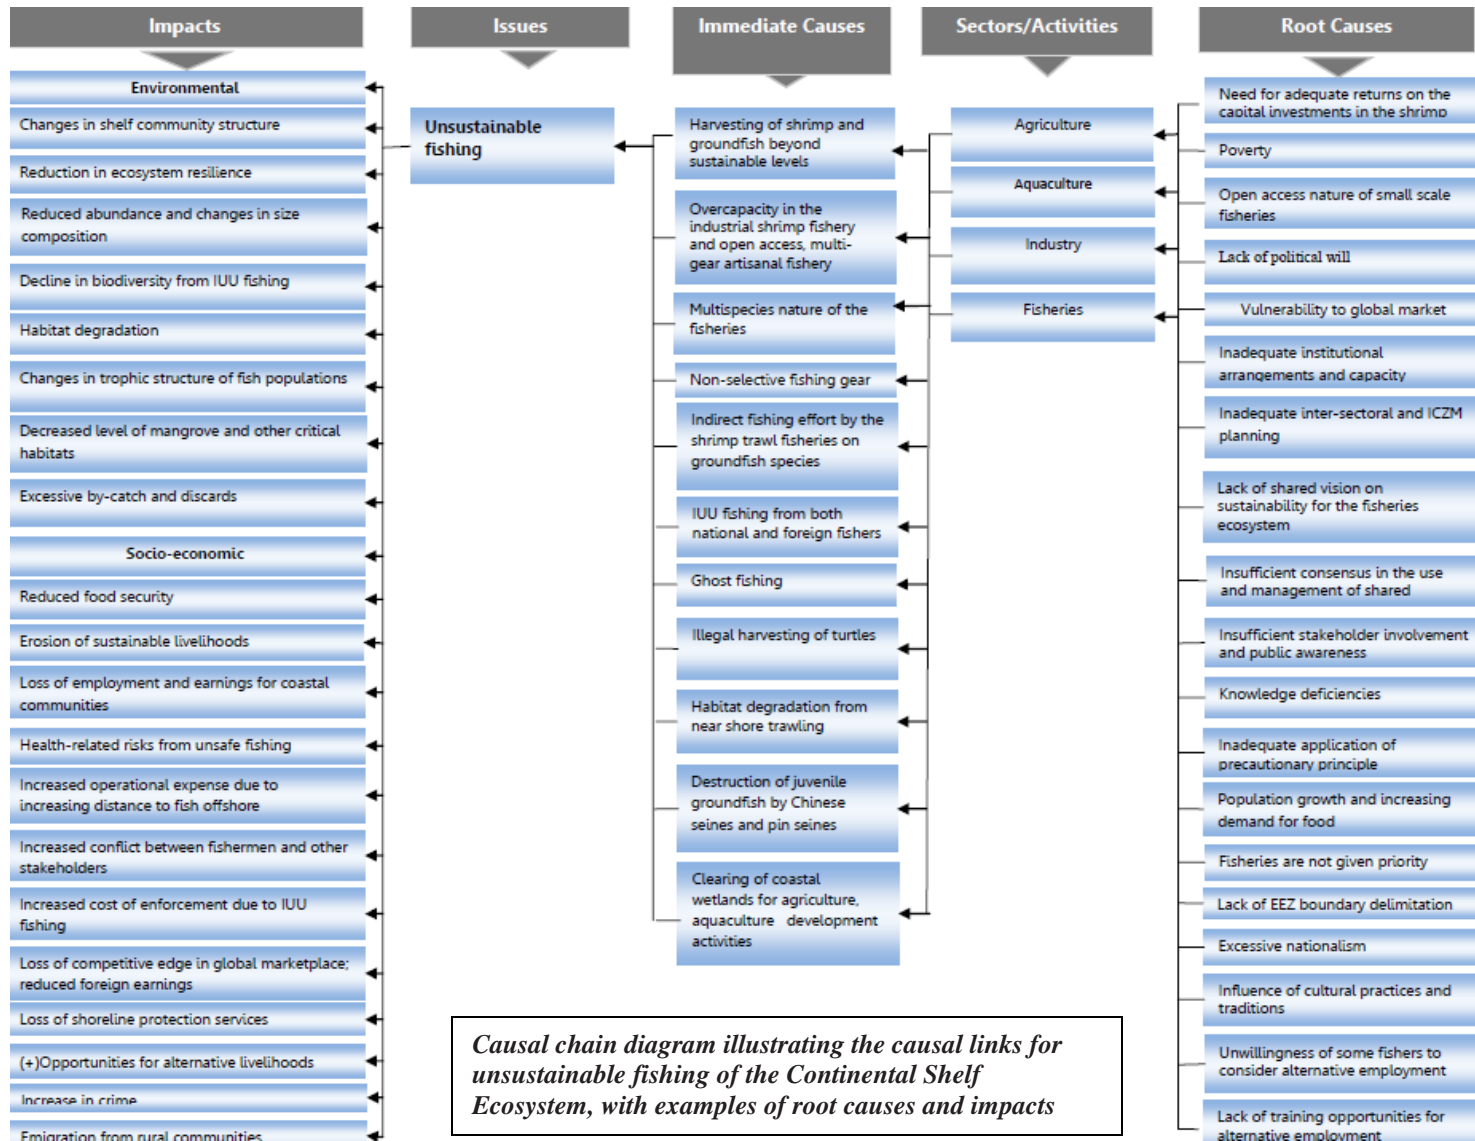 Impacts
Environmental
Changes in shelf community structure
Reduction in ecosystem resilience
Reduced abundance and changes in size
composition
Decline in biodiversity from IUU fishing
Habitat degradation
Changes in trophic structure of fish populations
Decreased level of mangrove and other critical
habitats
Excessive by-catch and discards
Socio-economic
Reduced food security
Erosion of sustainable livelihoods
Loss of employment and earnings for coastal
communities
Health-related risks from unsafe fishing
Increased operational expense due to
increasing distance to fish offshore
Increased conflict between fishermen and other
stakeholders
Increased cost of enforcement due to IUU
fishing
Loss of competitive edge in global marketplace;
reduced foreign earnings
Loss of shoreline protection services
(+)Opportunities for alternative livelihoods
Increase in crime
Emigration from rural communities
Issues
Unsustainable
fishing
Immediate Causes
Harvesting of shrimp and
groundfish beyond
sustainable levels
Overcapacity in the
industrial shrimp fishery
and open access, multi-
gear artisanal fishery
Multispecies nature of the
fisheries
Non-selective fishing gear
Indirect fishing effort by the
shrimp trawl fisheries on
groundfish species
IUU fishing from both
national and foreign fishers
Ghost fishing
Illegal harvesting of turtles
Habitat degradation from
near shore trawling
Destruction of juvenile
groundfish by Chinese
seines and pin seines
Clearing of coastal
wetlands for agriculture,
aquaculture development
activities
Sectors/Activities
Agriculture
Aquaculture
Industry
Fisheries
Root Causes
Need for adequate returns on the
capital investments in the shrimp
Poverty
Open access nature of small scale
fisheries
Lack of political will
Vulnerability to global market
Inadequate institutional
arrangements and capacity
Inadequate inter-sectoral and ICZM
planning
Lack of shared vision on
sustainability for the fisheries
ecosystem
Insufficient consensus in the use
and management of shared
Insufficient stakeholder involvement
and public awareness
Knowledge deficiencies
Inadequate application of
precautionary principle
Population growth and increasing
demand for food
Fisheries are not given priority
Lack of EEZ boundary delimitation
Excessive nationalism
Influence of cultural practices and
traditions
Unwillingness of some fishers to
consider alternative employment
Lack of training opportunities for
alternative employment
Causal chain diagram illustrating the causal links for
unsustainable fishing of the Continental Shelf
Ecosystem, with examples of root causes and impacts